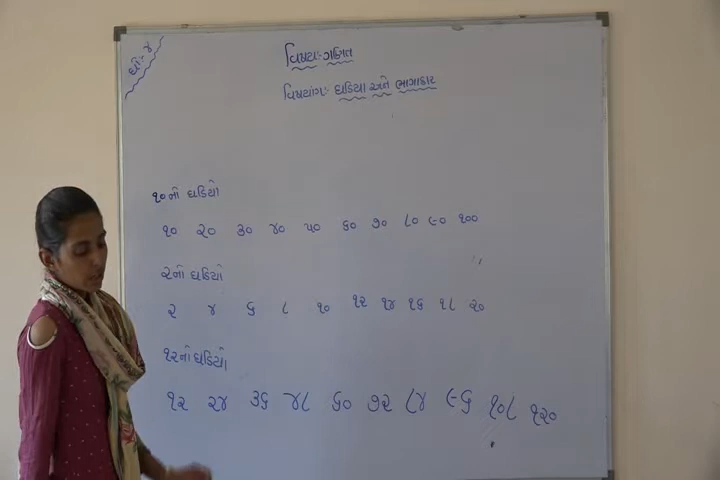 ધો:- ૪
વિષય:- ગણિત
વિષયાંગ:- ઘડિયા અને ભાગાકાર
૧૦નો ઘડિયો
૧૦ ૨૦ ૩૦ ૪૦ ૫૦ ૬૦ ૭૦ ૮૦ ૯૦ ૧૦૦
૨નો ઘડિયો
૨ ૪ ૬ ૮ ૧૦ ૧૨ ૧૪ ૧૬ ૧૮ ૨૦
૧૨નો ઘડિયો
૧૨ ૨૪ ૩૬ ૪૮ ૬૦ ૭૨ ૮૪ ૯૬ ૧૦૮ ૧૨૦